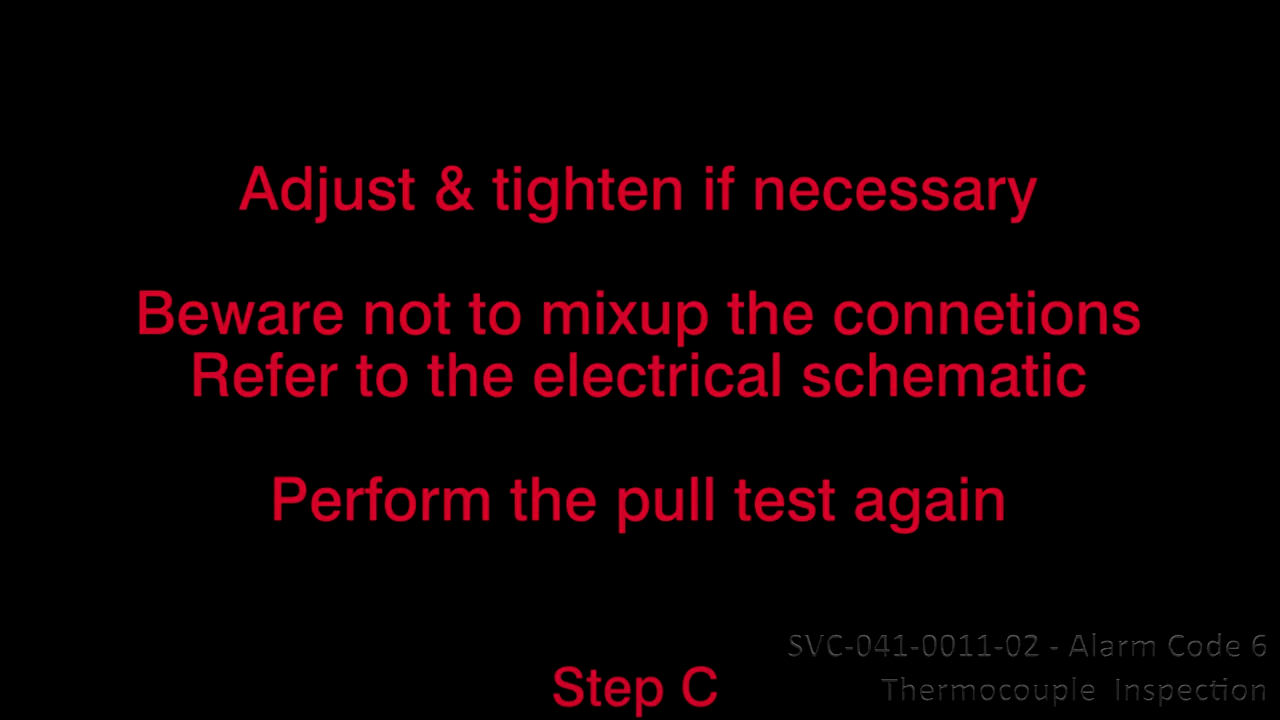 Adjust & tighten if necessary
Beware not to mixup the connetions
Refer to the electrical schematic
Perform the pull test again
SVC-041-0011-02 - Alarm Code 6
Step C
Thermocouple Inspection